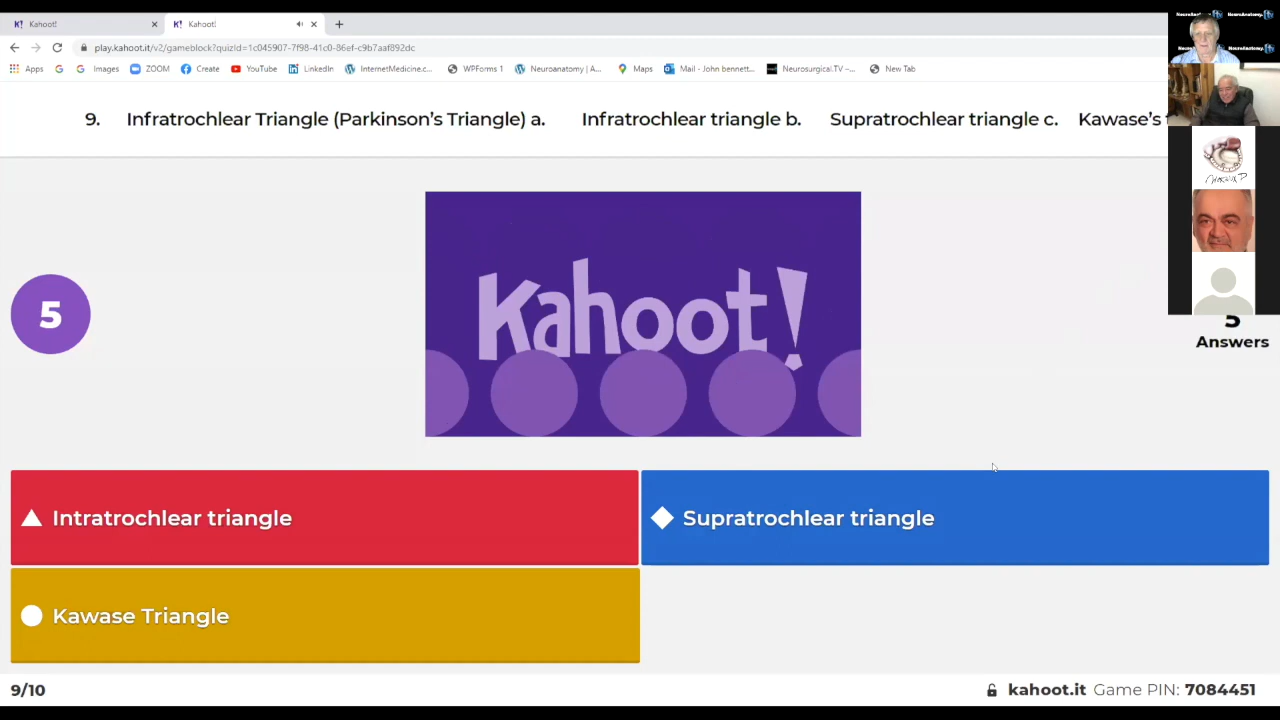 Kahoot!
Kahoot!
play.kahoot.it/v2/gameblock?quizId=1c045907-7f98-41c0-86ef-c9b7aaf892dc
Apps Images ZOOM Create YouTube LinkedIn InternetMedicine.c... WPForms 1 Neuroanatomy | A... Maps Mail - John bennett... Neurosurgical.TV –... New Tab
9. Infratrochlear Triangle (Parkinson's Triangle) a. Infratrochlear triangle b. Supratrochlear triangle c. Kawase's
Kahoot!
5
5
Answers
Intratrochlear triangle
Supratrochlear triangle
Kawase Triangle
9/10
kahoot.it Game PIN: 7084451